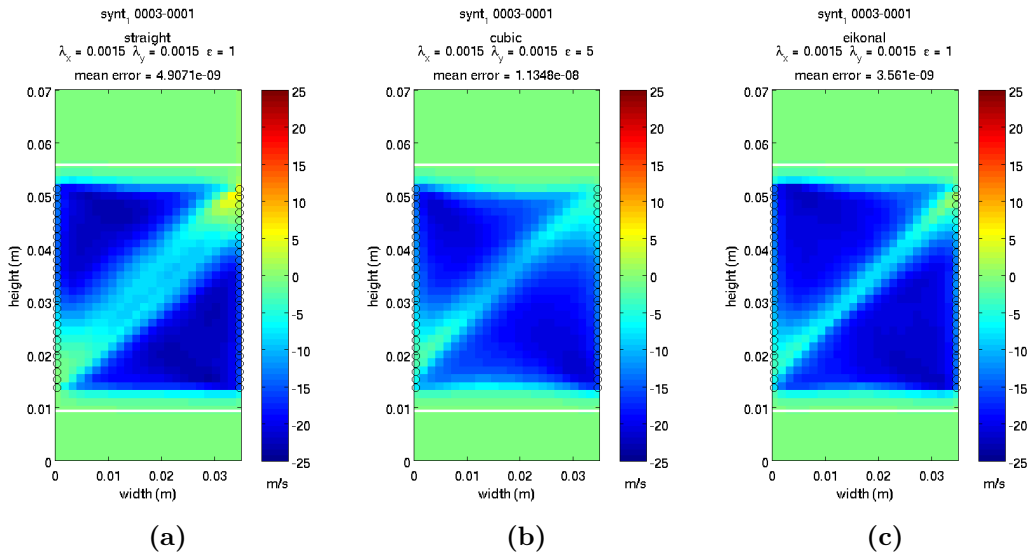 synt₁ 0003-0001
straight
λₓ = 0.0015 λᵧ = 0.0015 ε = 1
mean error = 4.9071e-09
0.07
0.06
0.05
0.04
0.03
0.02
0.01
0
height (m)
0 0.01 0.02 0.03
width (m)
25
20
15
10
5
0
-5
-10
-15
-20
-25
m/s
(a)
synt₁ 0003-0001
cubic
λₓ = 0.0015 λᵧ = 0.0015 ε = 5
mean error = 1.1348e-08
0.07
0.06
0.05
0.04
0.03
0.02
0.01
0
height (m)
0 0.01 0.02 0.03
width (m)
25
20
15
10
5
0
-5
-10
-15
-20
-25
m/s
(b)
synt₁ 0003-0001
eikonal
λₓ = 0.0015 λᵧ = 0.0015 ε = 1
mean error = 3.561e-09
0.07
0.06
0.05
0.04
0.03
0.02
0.01
0
height (m)
0 0.01 0.02 0.03
width (m)
25
20
15
10
5
0
-5
-10
-15
-20
-25
m/s
(c)